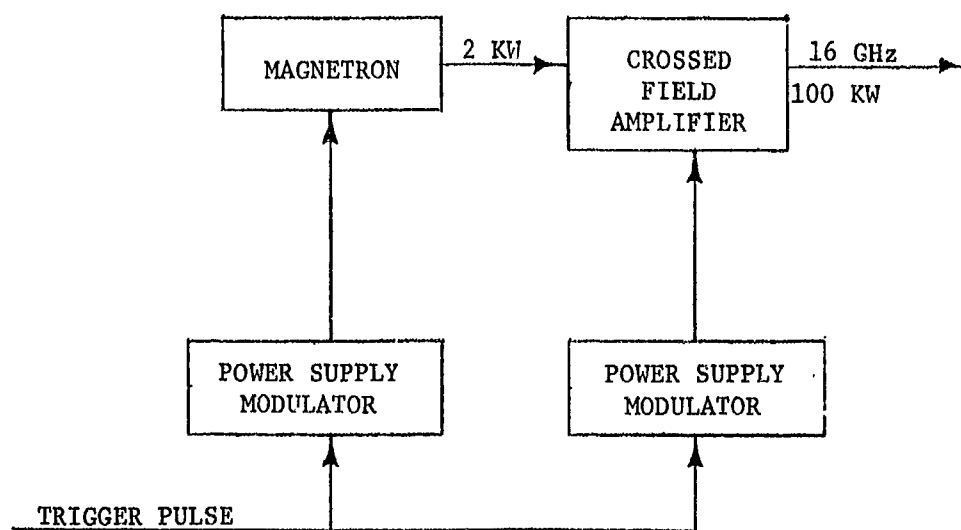 MAGNETRON
2 KW
CROSSED
FIELD
AMPLIFIER
16 GHz
100 KW
POWER SUPPLY
MODULATOR
POWER SUPPLY
MODULATOR
TRIGGER PULSE